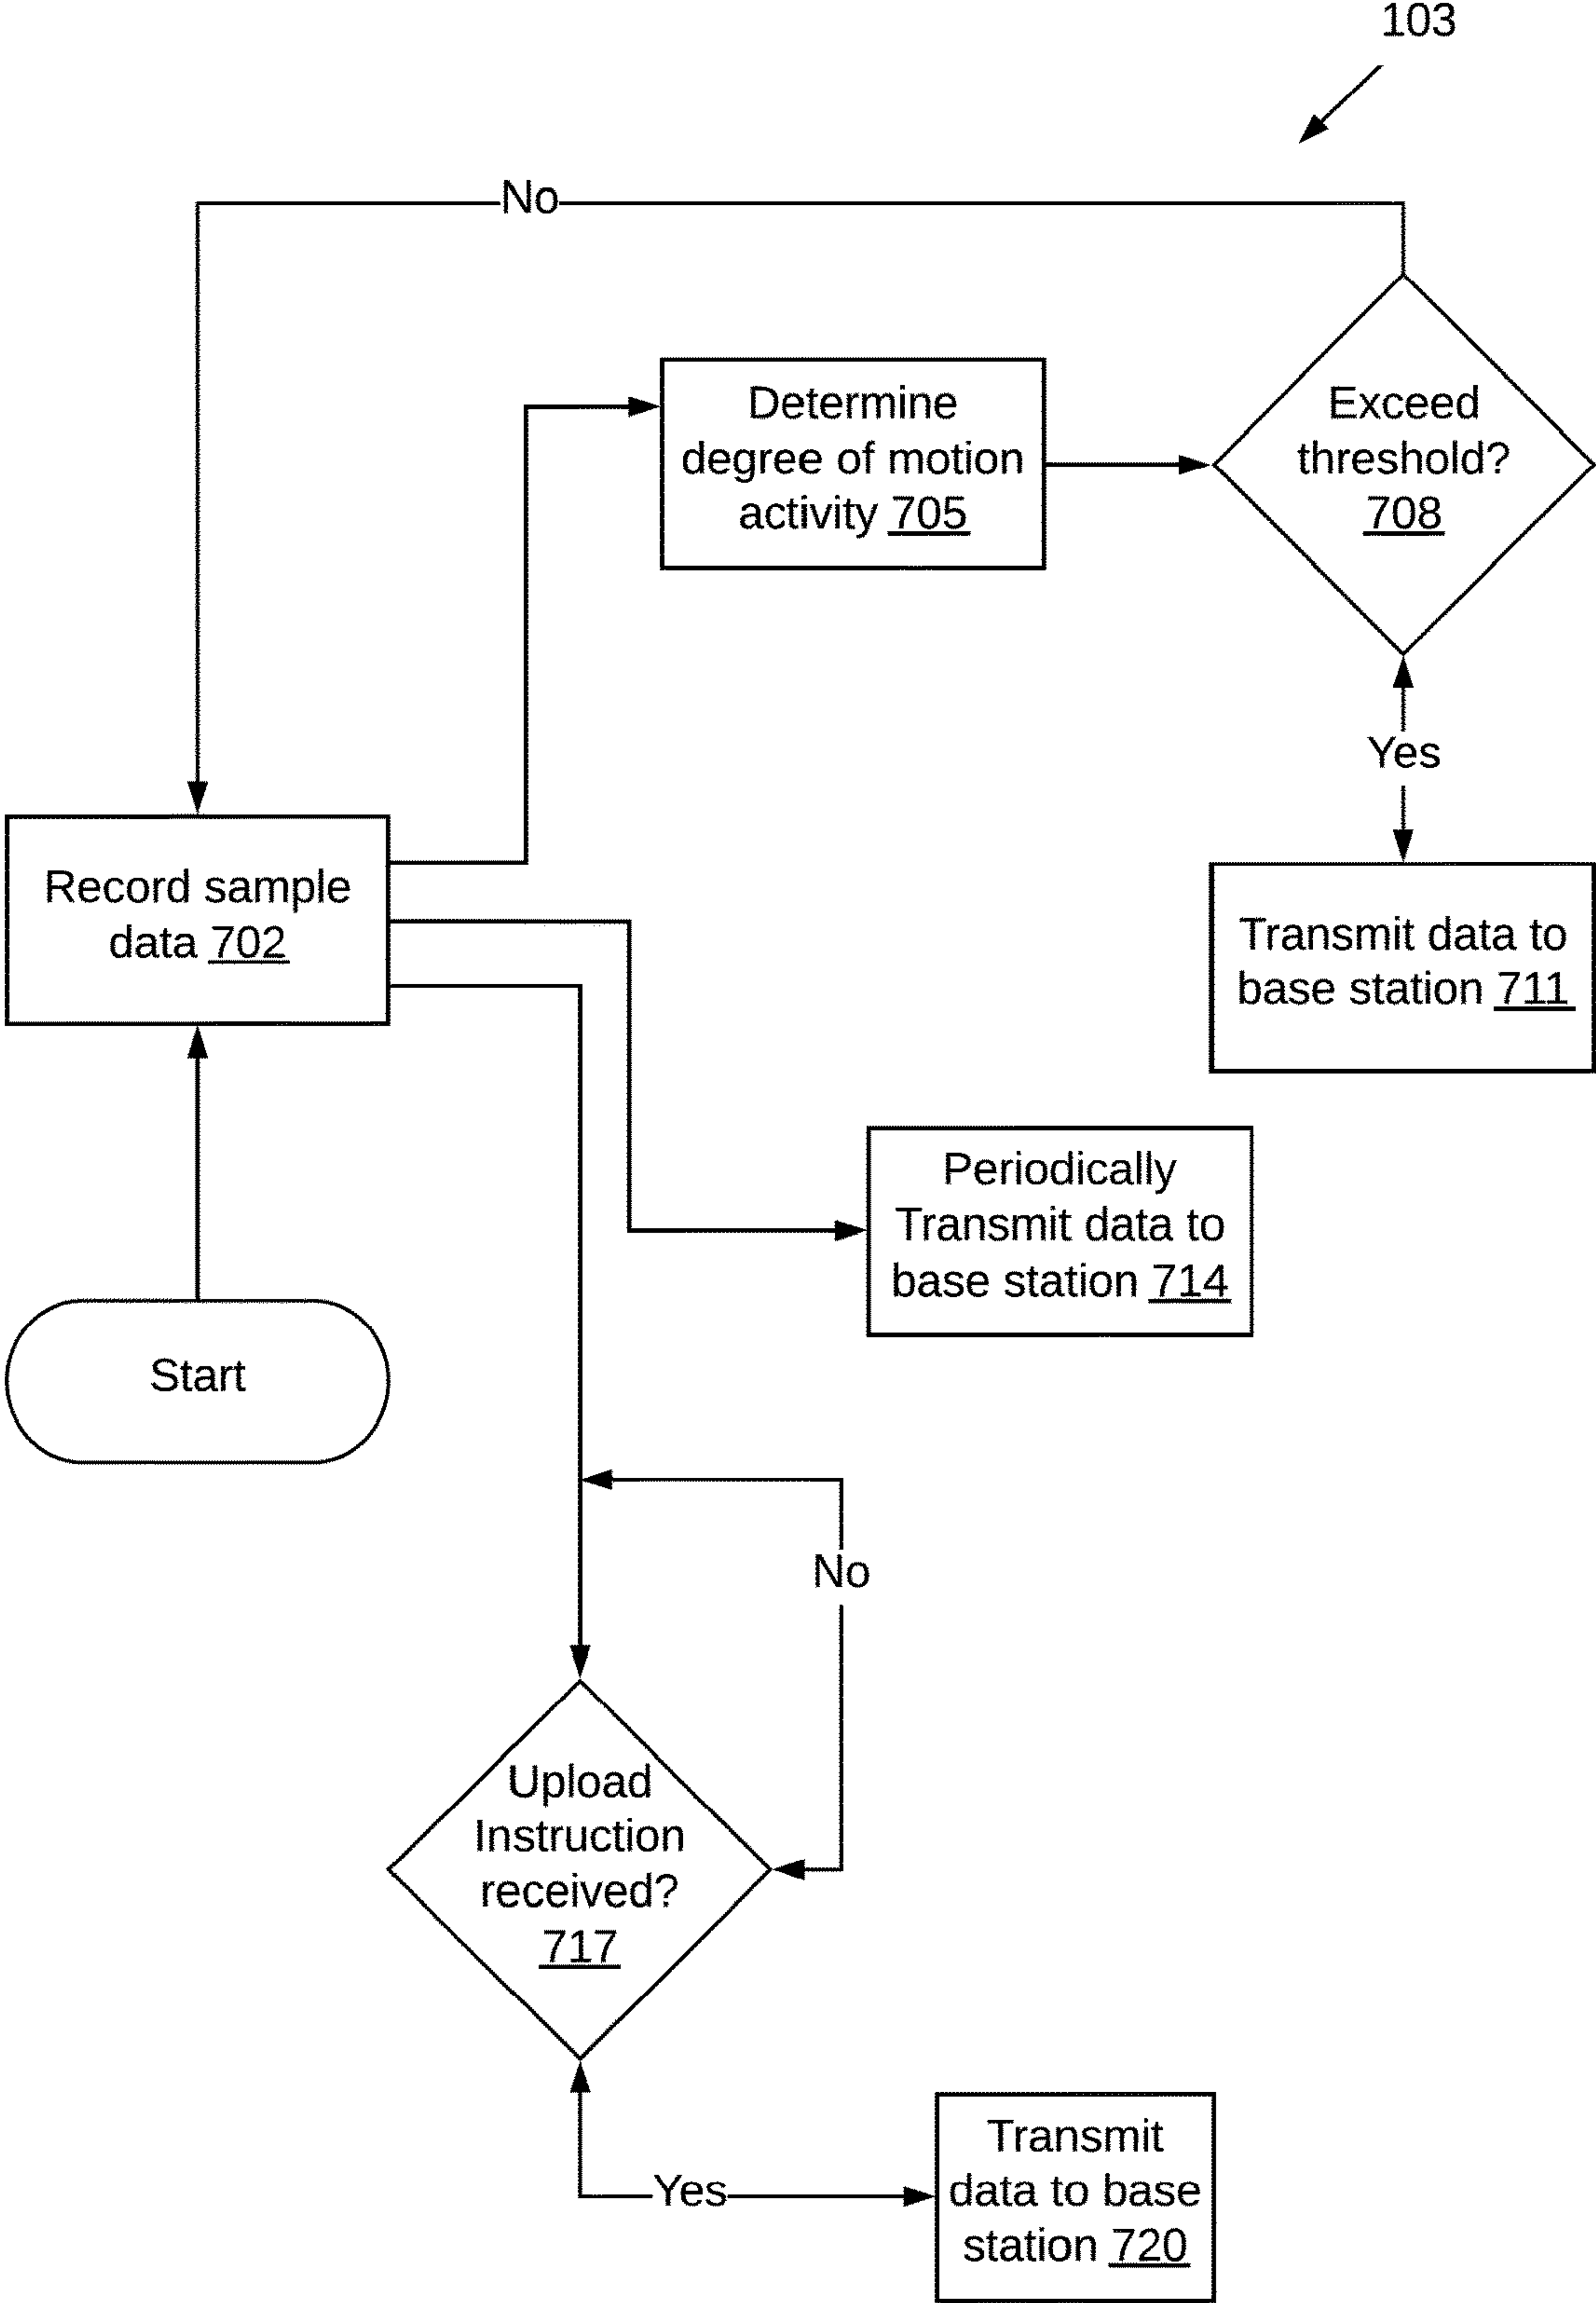 103
No
Determine
degree of motion
activity 705
Exceed
threshold?
708
Yes
Record sample
data 702
Transmit data to
base station 711
Periodically
Transmit data to
base station 714
Start
No
Upload
Instruction
received?
717
Yes
Transmit
data to base
station 720